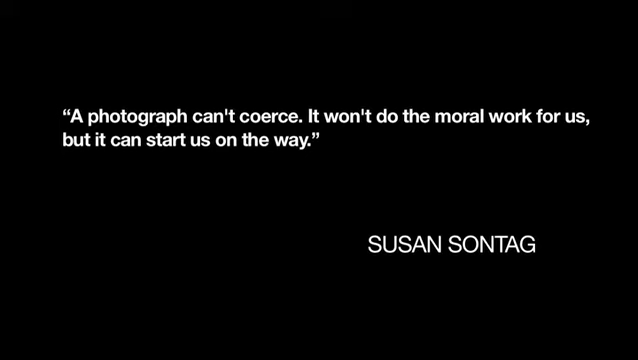 “A photograph can't coerce. It won't do the moral work for us,
but it can start us on the way.”
SUSAN SONTAG